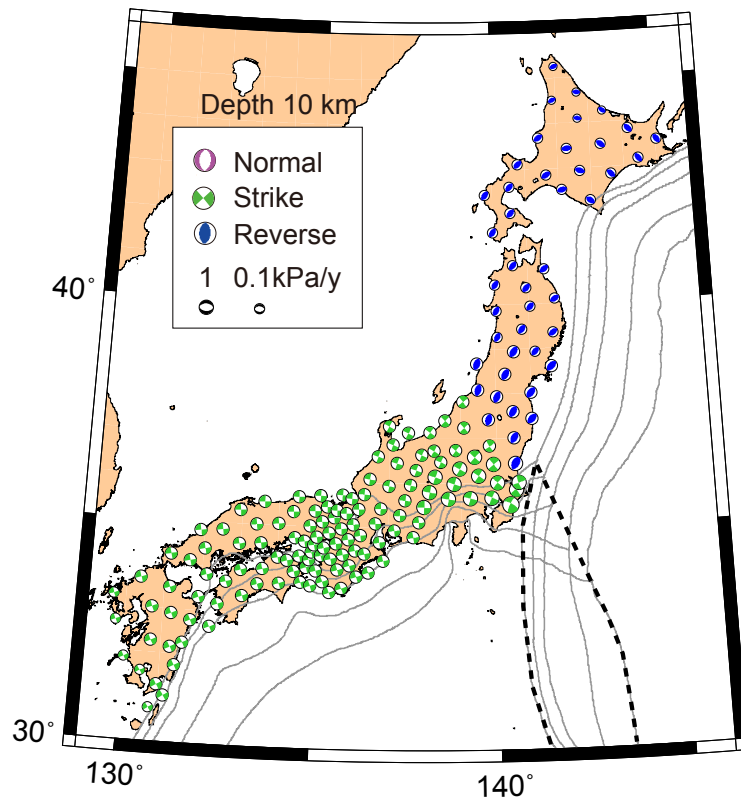 Depth 10 km
Normal
Strike
Reverse
1 0.1kPa/y
40°
30°
130°
140°